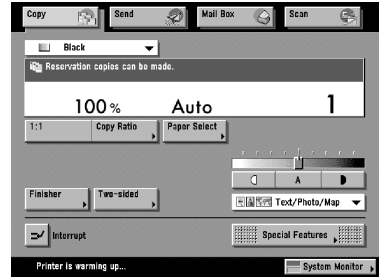 Copy Send Mail Box Scan
Black
Reservation copies can be made.
100 % Auto 1
1:1 Copy Ratio Paper Select
A
Finisher Two-sided Text/Photo/Map
Interrupt Special Features
Printer is warming up... System Monitor